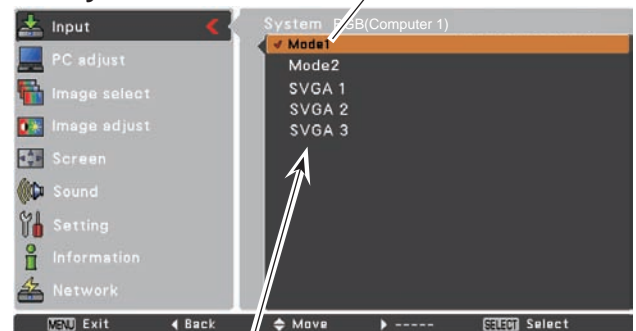 Input
PC adjust
Image select
Image adjust
Screen
Sound
Setting
Information
Network
System RGB(Computer 1)
✓ Mode1
Mode2
SVGA 1
SVGA 2
SVGA 3
MENU Exit ◀ Back ◆ Move ▶ ----- SELECT Select